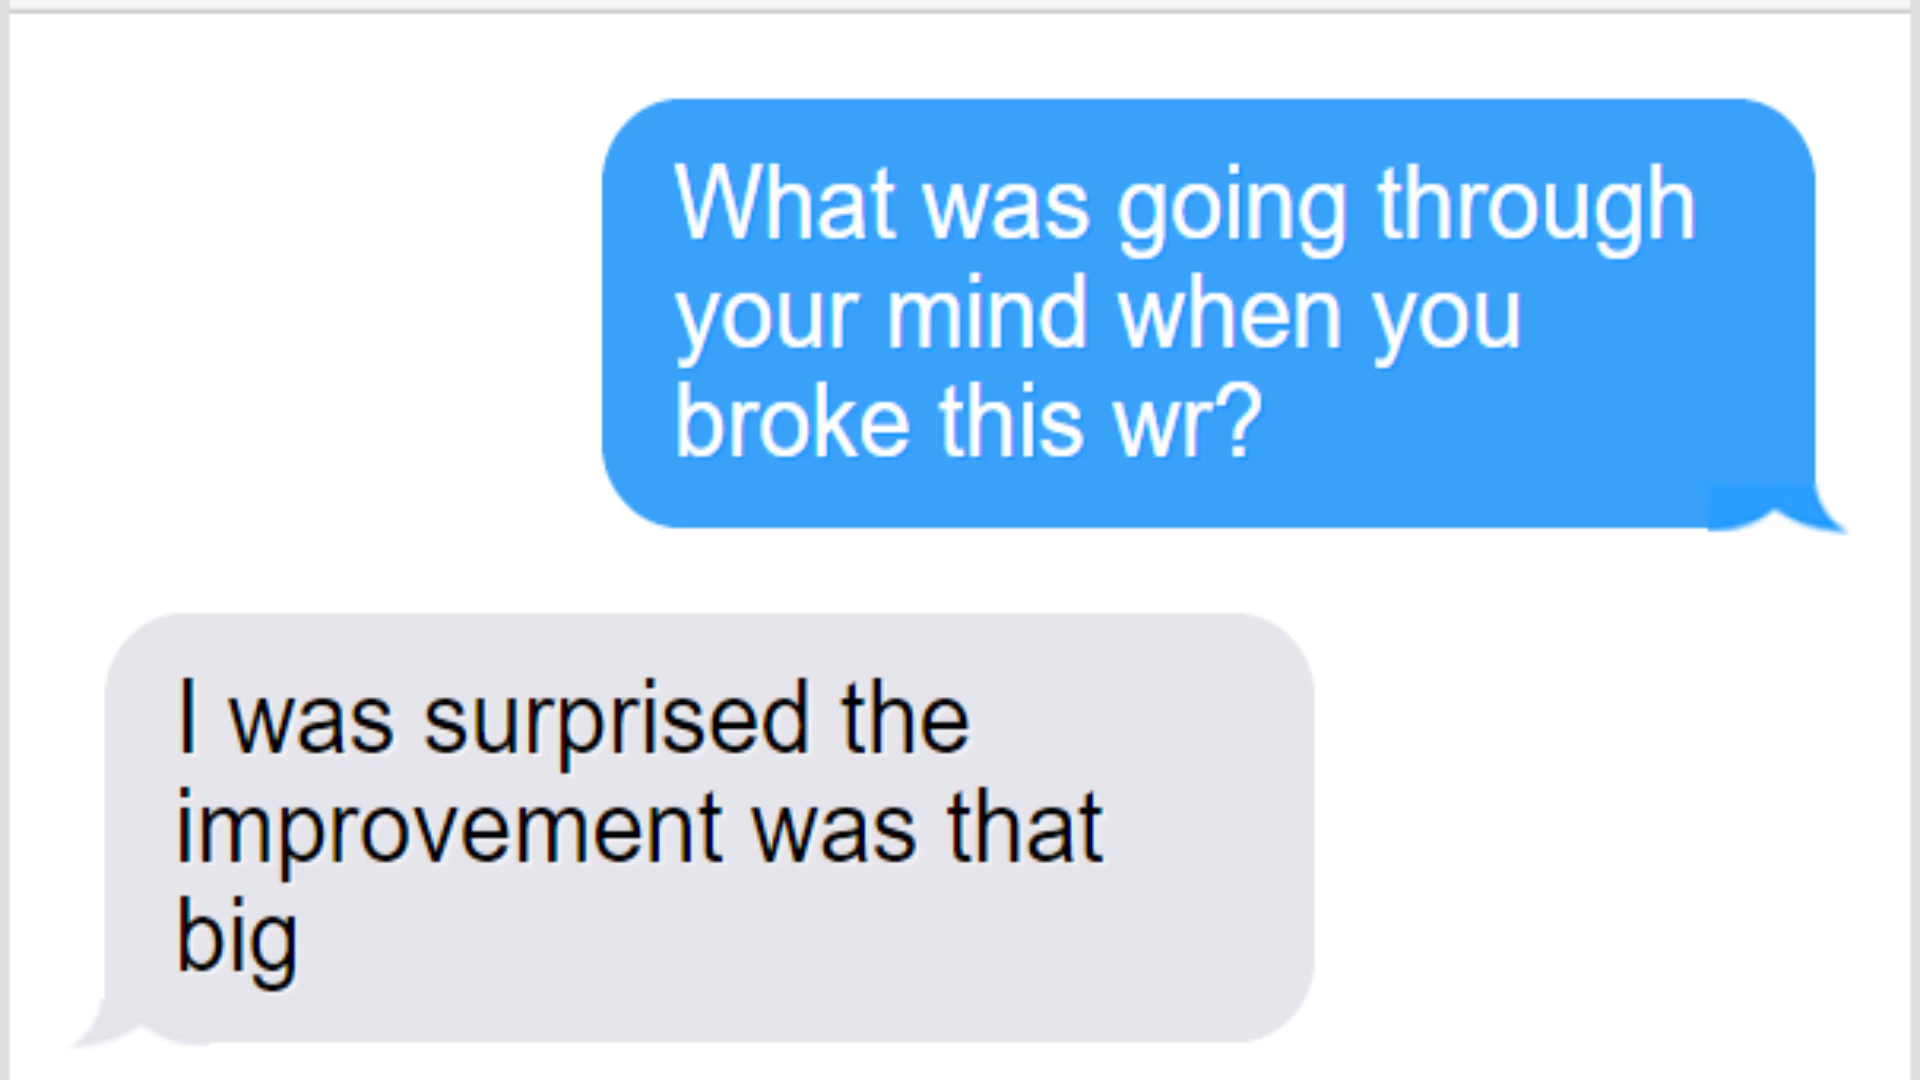 What was going through
your mind when you
broke this wr?
I was surprised the
improvement was that
big